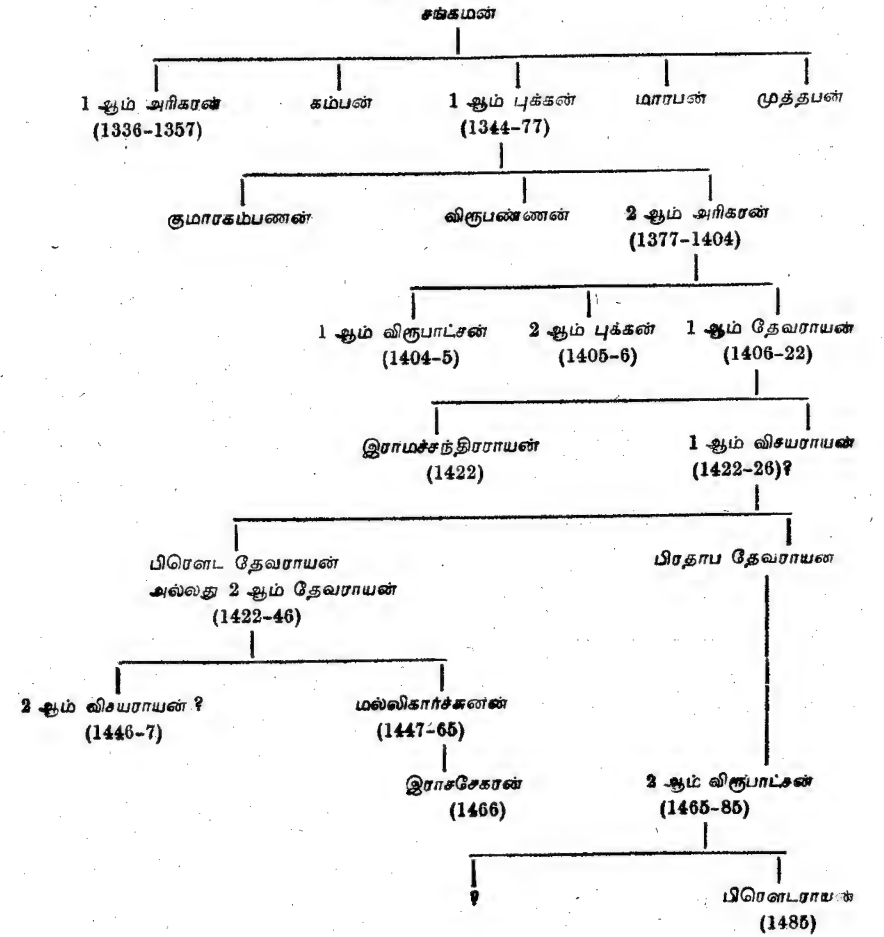 சங்கமன்
1 ஆம் அரிகரன் கம்பன் 1 ஆம் புக்கன் மாரபன் முத்தபன்
(1336-1357) (1344-77)
குமாரகம்பணன் விரூபண்ணன் 2 ஆம் அரிகரன்
(1377-1404)
1 ஆம் விரூபாட்சன் 2 ஆம் புக்கன் 1 ஆம் தேவராயன்
(1404-5) (1405-6) (1406-22)
இராமச்சந்திரராயன் 1 ஆம் விசயராயன்
(1422) (1422-26)?
பிரௌட தேவராயன் பிரதாப தேவராயன
அல்லது 2 ஆம் தேவராயன்
(1422-46)
2 ஆம் விசயராயன் ? மல்லிகார்ச்சுனன்
(1446-7) (1447-65)
இராசசேகரன் 2 ஆம் விரூபாட்சன்
(1466) (1465-85)
? பிரௌடராயன்
(1485)